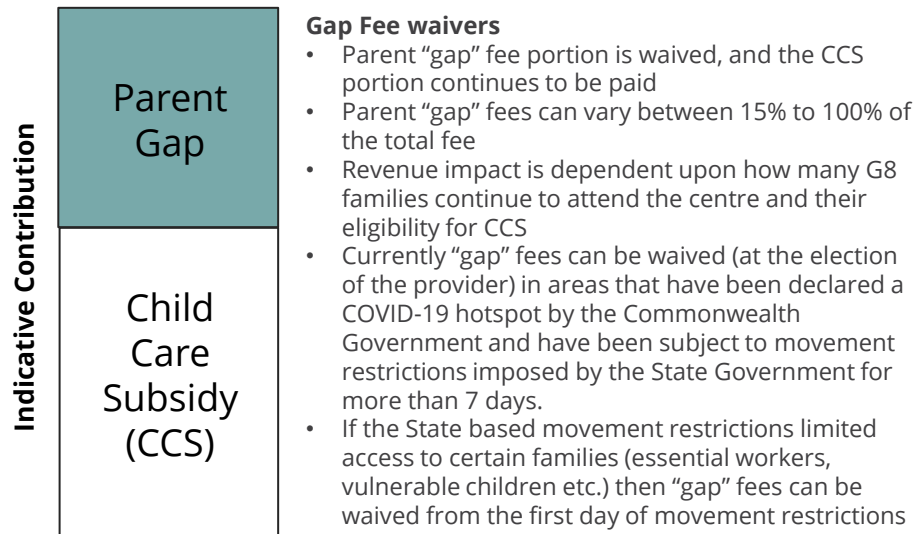 Indicative Contribution
Parent
Gap
Child
Care
Subsidy
(CCS)
Gap Fee waivers
• Parent “gap” fee portion is waived, and the CCS
portion continues to be paid
• Parent “gap” fees can vary between 15% to 100% of
the total fee
• Revenue impact is dependent upon how many G8
families continue to attend the centre and their
eligibility for CCS
• Currently “gap” fees can be waived (at the election
of the provider) in areas that have been declared a
COVID-19 hotspot by the Commonwealth
Government and have been subject to movement
restrictions imposed by the State Government for
more than 7 days.
• If the State based movement restrictions limited
access to certain families (essential workers,
vulnerable children etc.) then “gap” fees can be
waived from the first day of movement restrictions